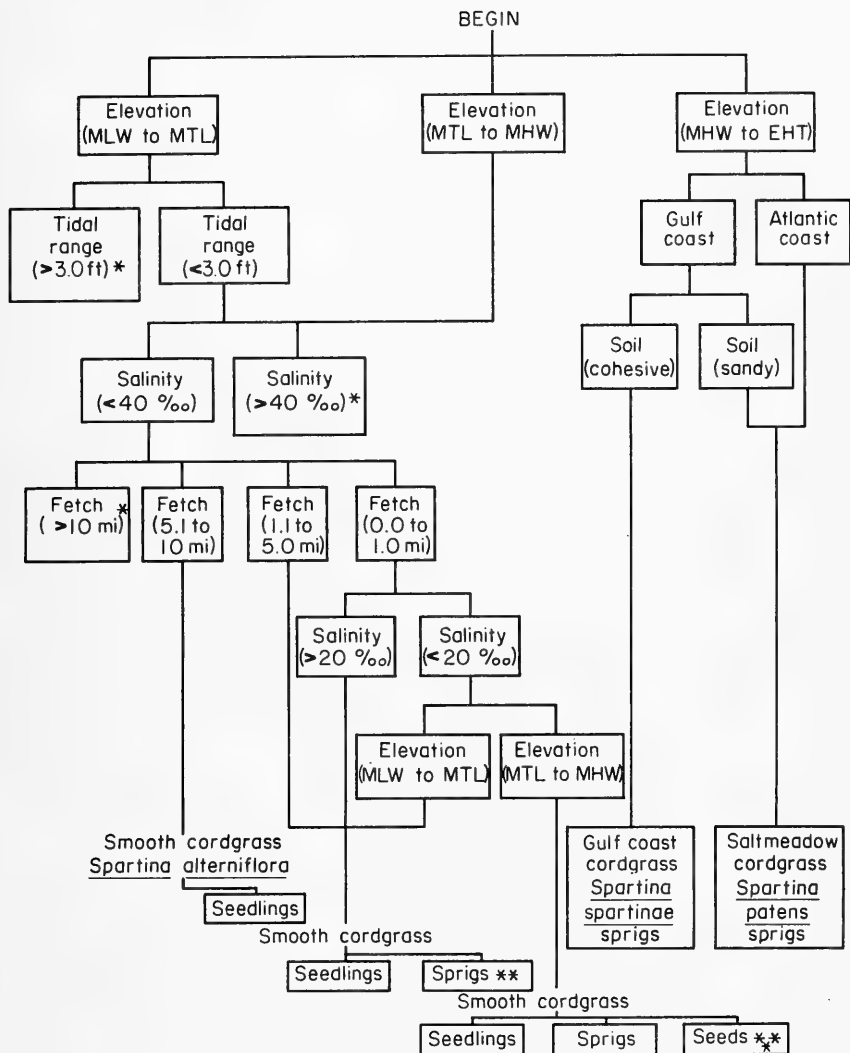 BEGIN
Elevation
(MLW to MTL)
Elevation
(MTL to MHW)
Elevation
(MHW to EHT)
Tidal
range
(>3.0 ft) *
Tidal
range
(<3.0 ft)
Gulf
coast
Atlantic
coast
Soil
(cohesive)
Soil
(sandy)
Salinity
(<40 ‰)
Salinity
(>40 ‰) *
Fetch *
( >10 mi)
Fetch
(5.1 to
10 mi)
Fetch
(1.1 to
5.0 mi)
Fetch
(0.0 to
1.0 mi)
Salinity
(>20 ‰)
Salinity
(<20 ‰)
Elevation
(MLW to MTL)
Elevation
(MTL to MHW)
Smooth cordgrass
Spartina alterniflora
Seedlings
Smooth cordgrass
Seedlings
Sprigs **
Smooth cordgrass
Seedlings
Sprigs
Seeds ***
Gulf coast
cordgrass
Spartina
spartinae
sprigs
Saltmeadow
cordgrass
Spartina
patens
sprigs